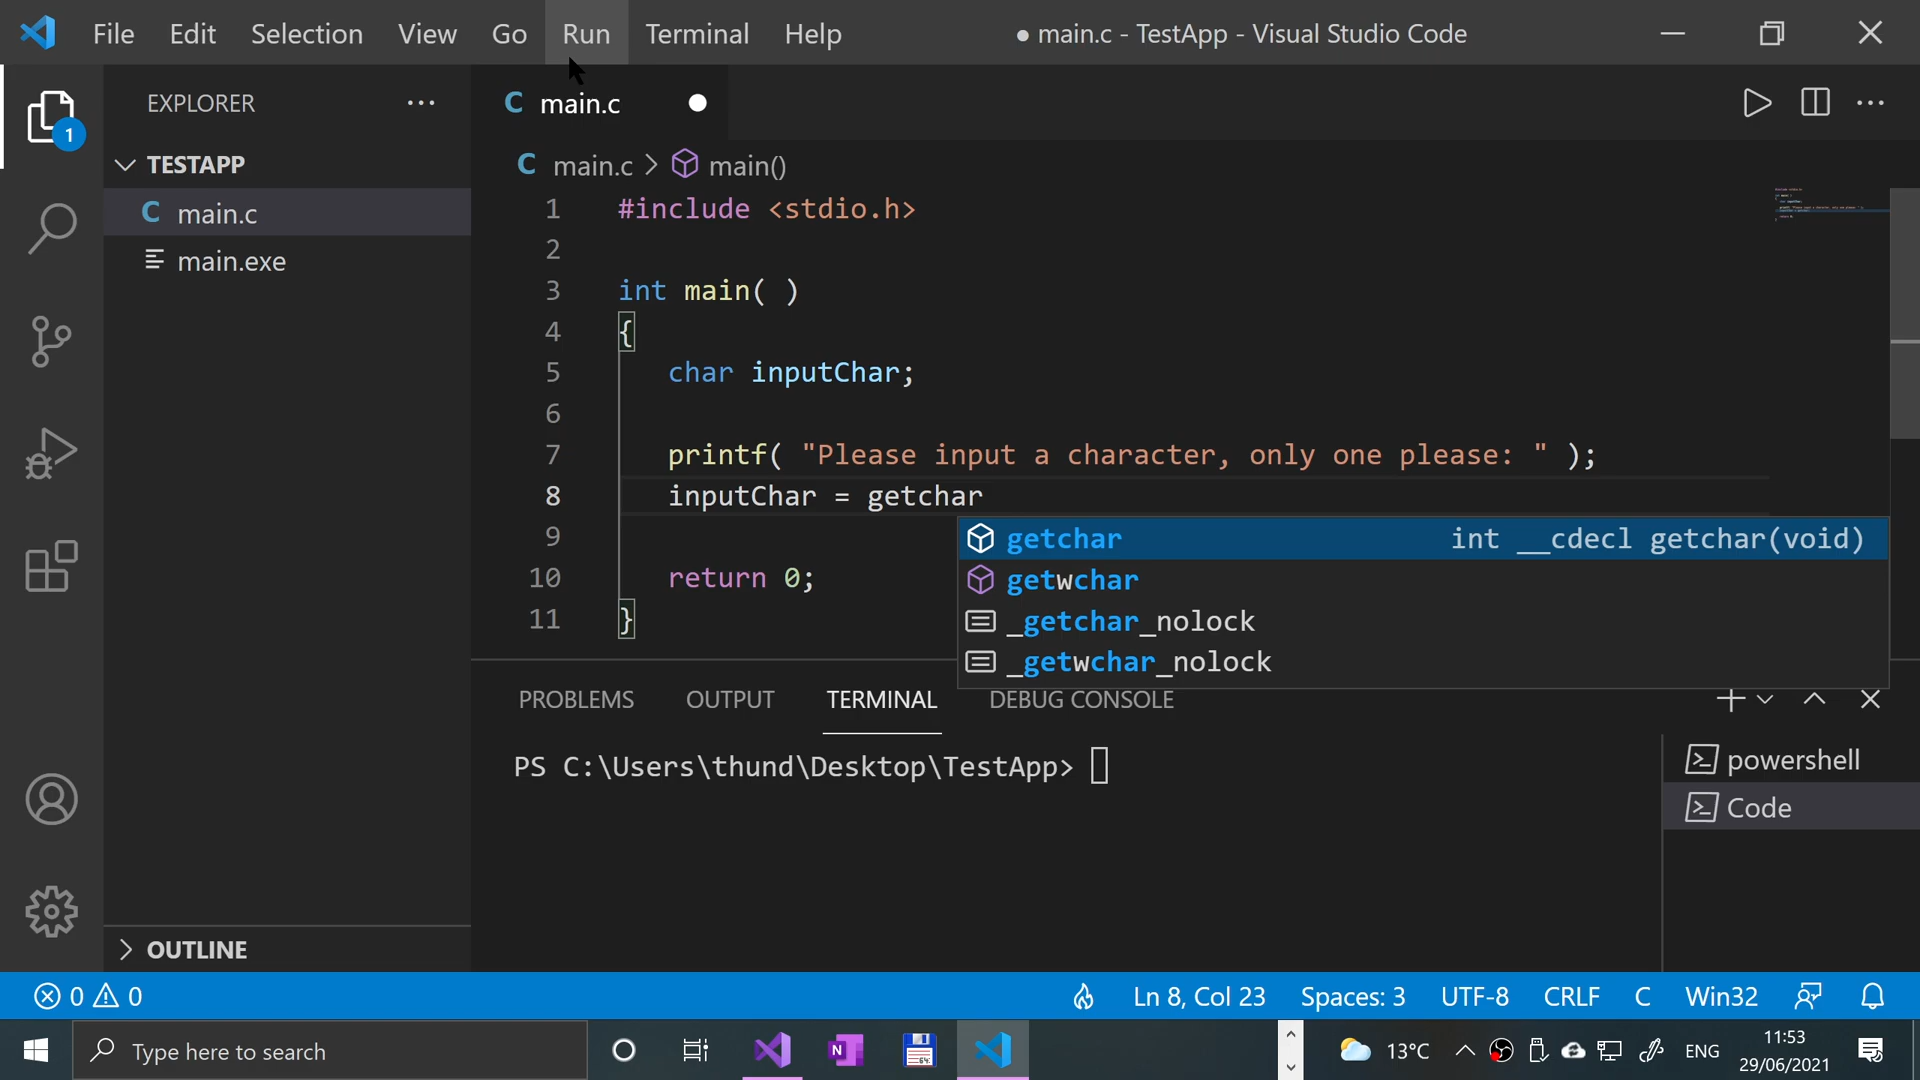 File Edit Selection View Go Run Terminal Help ● main.c - TestApp - Visual Studio Code
EXPLORER ···
C main.c ●
1
TESTAPP
C main.c
main.exe
C main.c > main()
1 #include <stdio.h>
2
3 int main( )
4 {
5 char inputChar;
6
7 printf( "Please input a character, only one please: " );
8 inputChar = getchar
9
10 return 0;
11 }
getchar int __cdecl getchar(void)
getwchar
_getchar_nolock
_getwchar_nolock
PROBLEMS OUTPUT TERMINAL DEBUG CONSOLE
PS C:\Users\thund\Desktop\TestApp>
powershell
Code
OUTLINE
0 0 Ln 8, Col 23 Spaces: 3 UTF-8 CRLF C Win32
Type here to search
N
64
13°C
ENG
11:53
29/06/2021